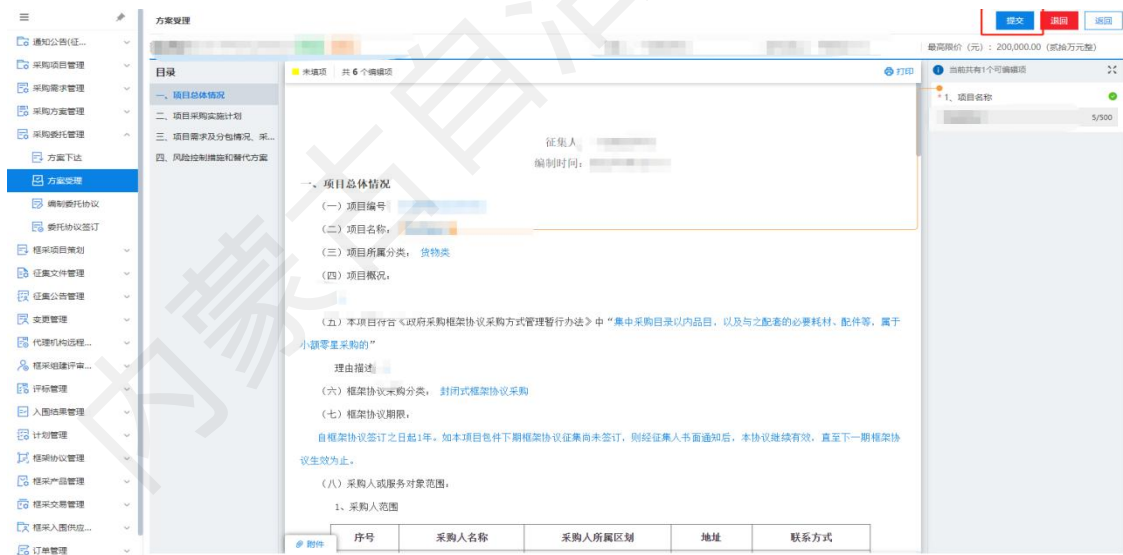 方案受理
提交
退回
返回
最高限价（元）：200,000.00（贰拾万元整）
通知公告(征...
采购项目管理
采购需求管理
采购方案管理
采购委托管理
方案下达
方案受理
编制委托协议
委托协议签订
框采项目策划
征集文件管理
征集公告管理
变更管理
代理机构远程...
框采组建评审...
评标管理
入围结果管理
计划管理
框架协议管理
框采产品管理
框采交易管理
框采入围供应...
订单管理
目录
一、项目总体情况
二、项目采购实施计划
三、项目需求及分包情况、采...
四、风险控制措施和替代方案
未填项 共 6 个编辑项
打印
征集人
编制时间：
一、项目总体情况
（一）项目编号
（二）项目名称：
（三）项目所属分类： 货物类
（四）项目概况：
（五）本项目符合《政府采购框架协议采购方式管理暂行办法》中“集中采购目录以内品目，以及与之配套的必要耗材、配件等，属于
小额零星采购的”
理由描述
（六）框架协议采购分类： 封闭式框架协议采购
（七）框架协议期限：
自框架协议签订之日起1年。如本项目包件下期框架协议征集尚未签订，则经征集人书面通知后，本协议继续有效，直至下一期框架协
议生效为止。
（八）采购人或服务对象范围：
1、采购人范围
序号 采购人名称 采购人所属区划 地址 联系方式
附件
当前共有1个可编辑项
* 1、项目名称
5/500
内蒙古自治